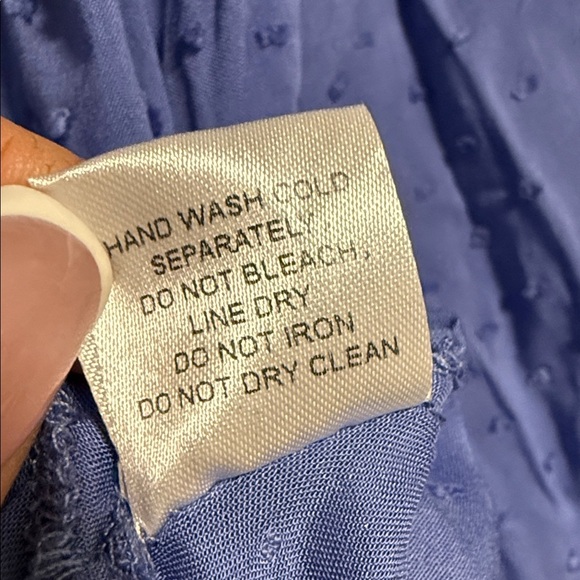 HAND WASH COLD
SEPARATELY
DO NOT BLEACH,
LINE DRY
DO NOT IRON
DO NOT DRY CLEAN